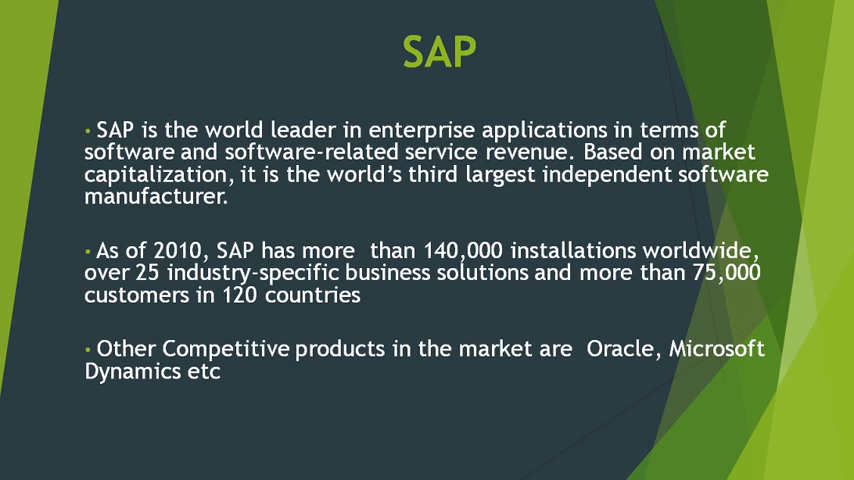 SAP
• SAP is the world leader in enterprise applications in terms of
software and software-related service revenue. Based on market
capitalization, it is the world’s third largest independent software
manufacturer.
• As of 2010, SAP has more  than 140,000 installations worldwide,
over 25 industry-specific business solutions and more than 75,000
customers in 120 countries
• Other Competitive products in the market are  Oracle, Microsoft
Dynamics etc